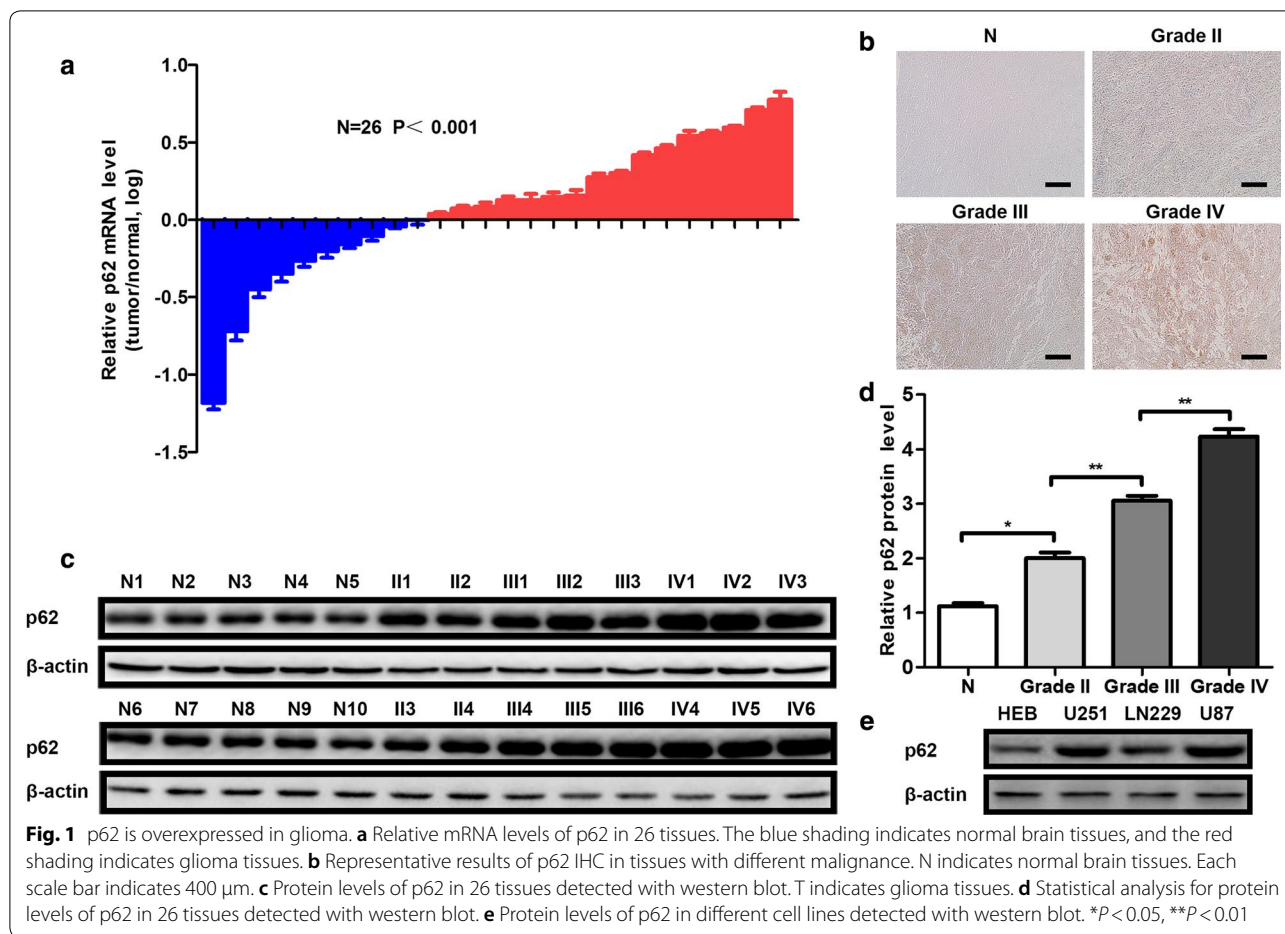 a
1.0
0.5
0.0
-0.5
-1.0
-1.5
Relative p62 mRNA level
(tumor/normal, log)
N=26 P< 0.001
b
N Grade II
Grade III Grade IV
c
N1 N2 N3 N4 N5 II1 II2 III1 III2 III3 IV1 IV2 IV3
p62
β-actin
N6 N7 N8 N9 N10 II3 II4 III4 III5 III6 IV4 IV5 IV6
p62
β-actin
d
5
4
3
2
1
0
Relative p62 protein level
*
**
**
N Grade II Grade III Grade IV
e
HEB U251 LN229 U87
p62
β-actin
Fig. 1 p62 is overexpressed in glioma. a Relative mRNA levels of p62 in 26 tissues. The blue shading indicates normal brain tissues, and the red
shading indicates glioma tissues. b Representative results of p62 IHC in tissues with different malignance. N indicates normal brain tissues. Each
scale bar indicates 400 μm. c Protein levels of p62 in 26 tissues detected with western blot. T indicates glioma tissues. d Statistical analysis for protein
levels of p62 in 26 tissues detected with western blot. e Protein levels of p62 in different cell lines detected with western blot. *P < 0.05, **P < 0.01